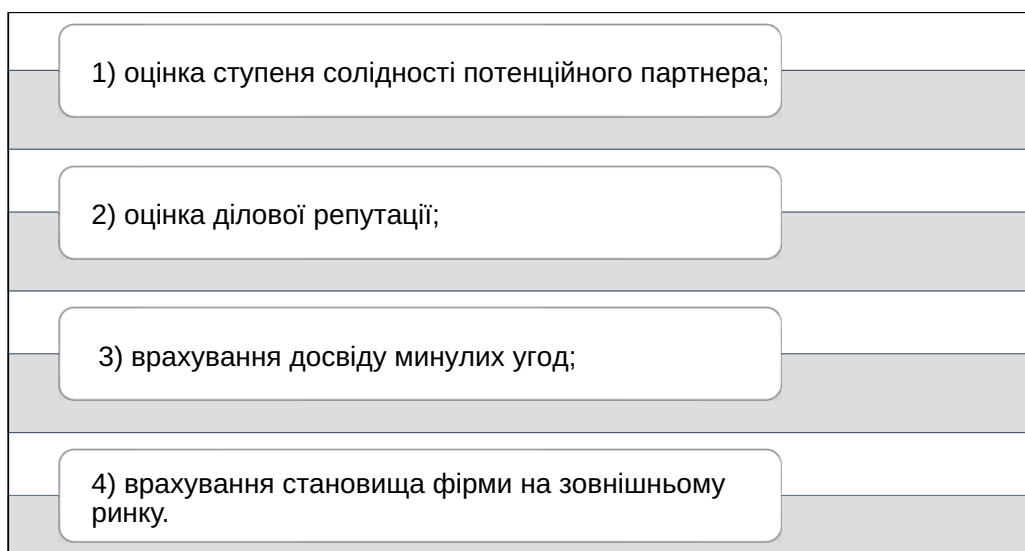 1) оцінка ступеня солідності потенційного партнера;
2) оцінка ділової репутації;
3) врахування досвіду минулих угод;
4) врахування становища фірми на зовнішньому
ринку.